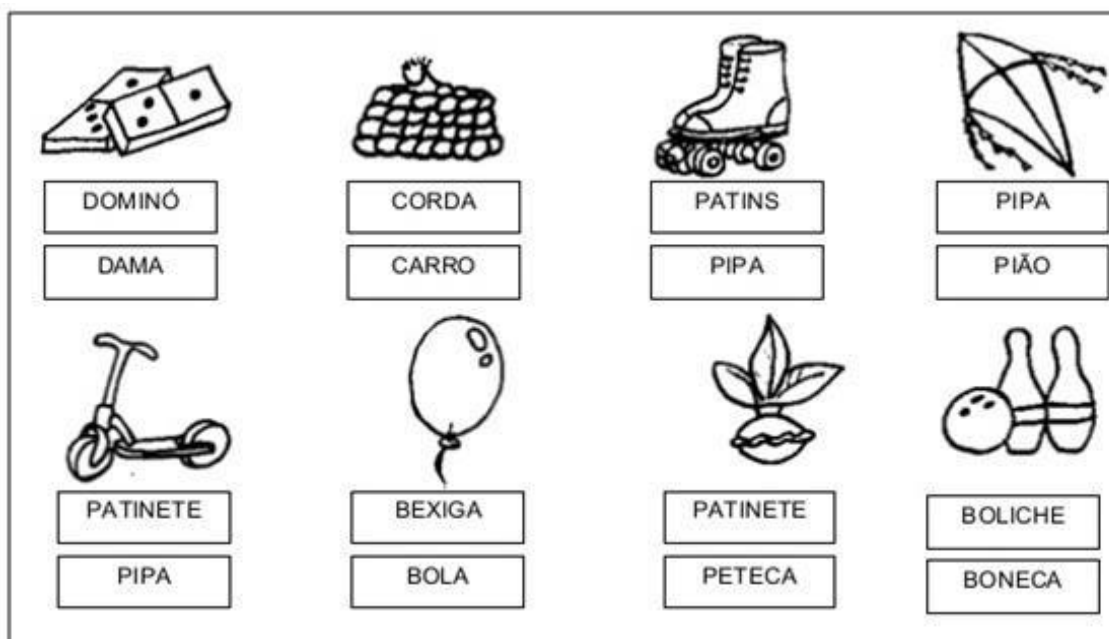 DOMINÓ
CORDA
PATINS
PIPA
DAMA
CARRO
PIPA
PIÃO
PATINETE
BEXIGA
PATINETE
BOLICHE
PIPA
BOLA
PETECA
BONECA